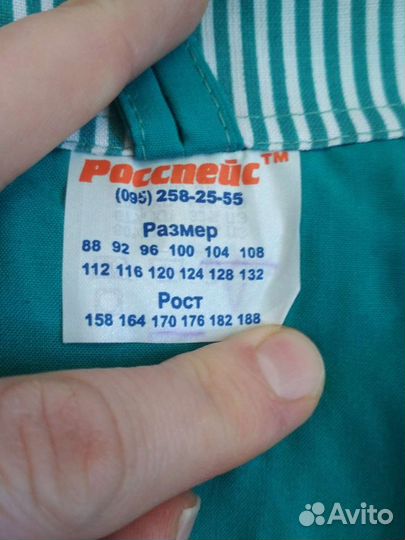 Росспейс™
(095) 258-25-55
Размер
88 92 96 100 104 108
112 116 120 124 128 132
Рост
158 164 170 176 182 188
Avito